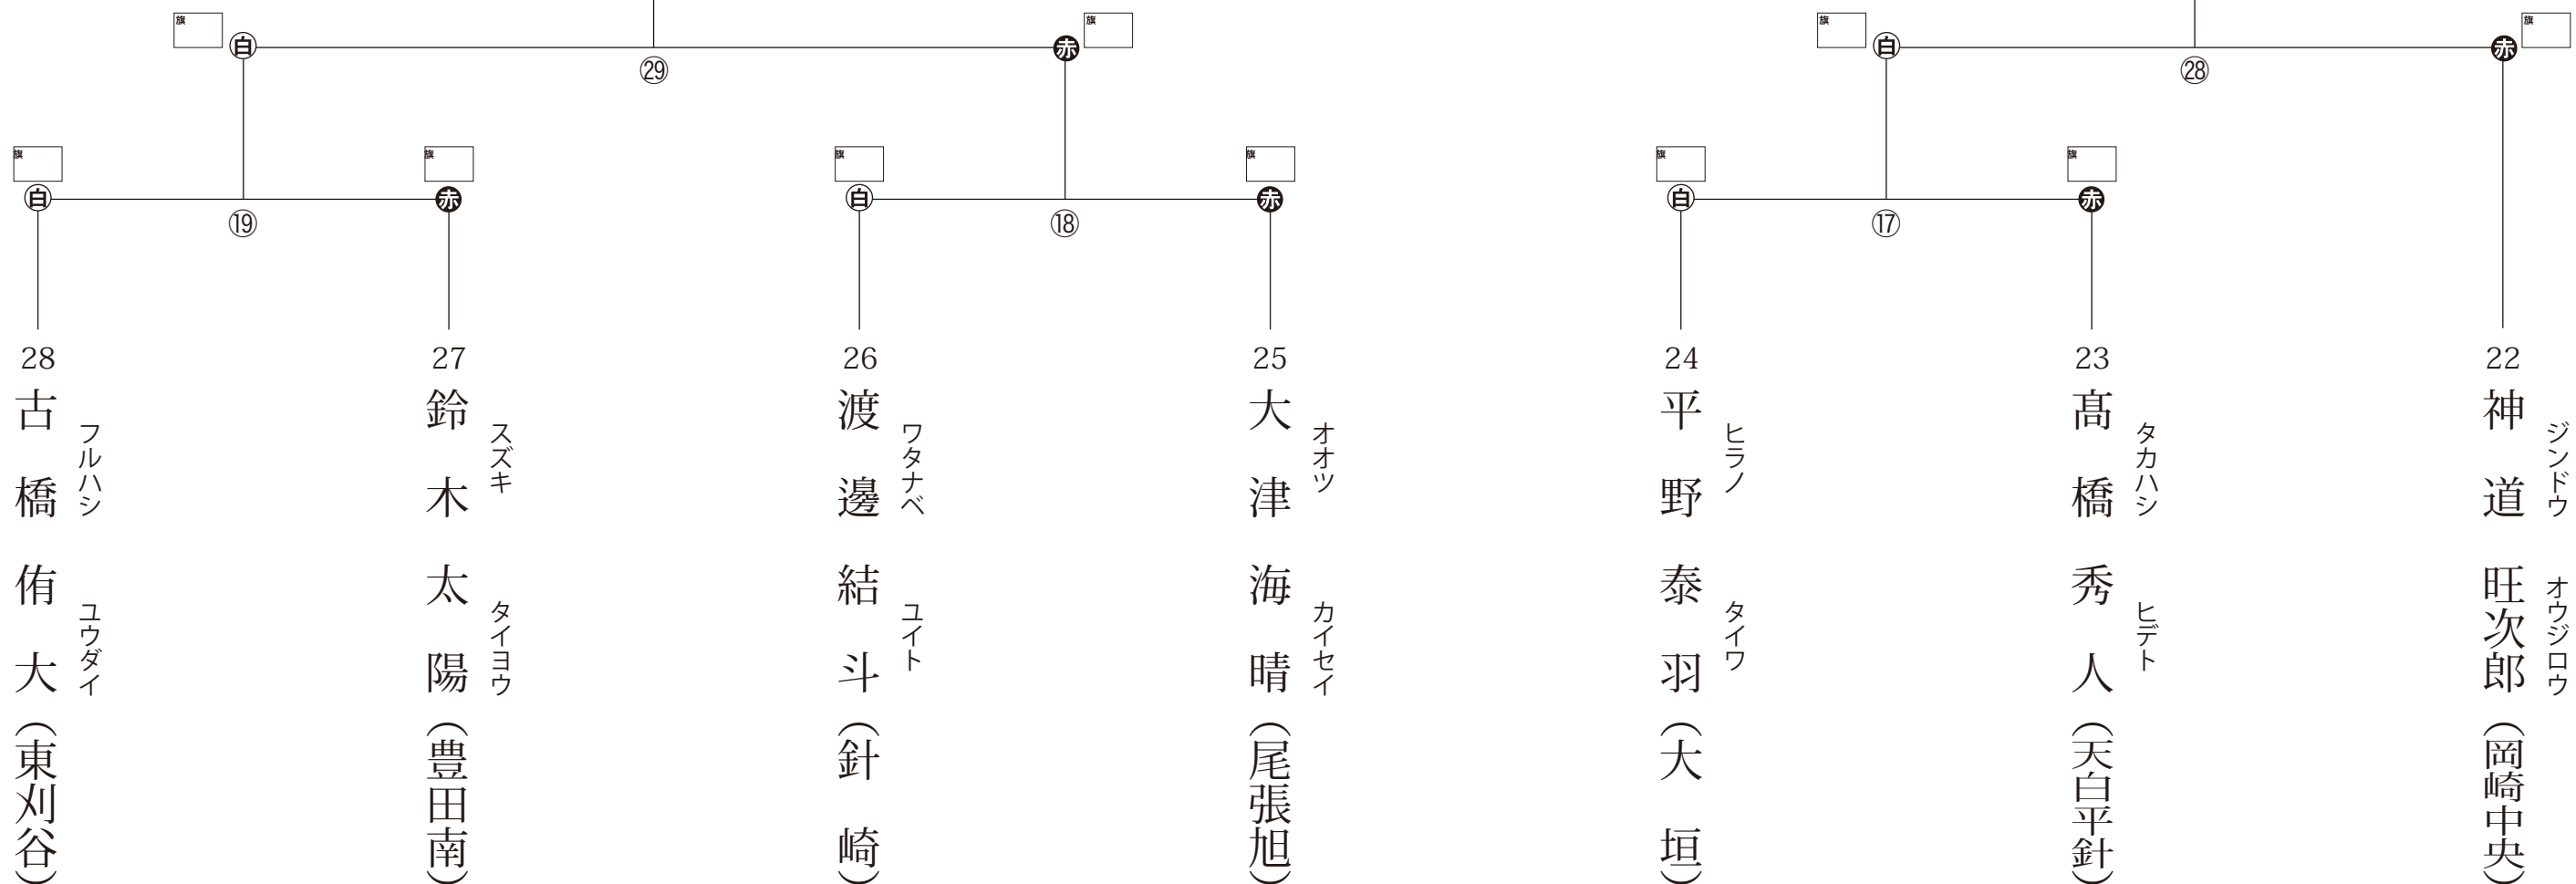 旗
白
赤
旗
㉙
旗
白
赤
旗
㉘
旗
白
旗
赤
⑲
旗
白
旗
赤
⑱
旗
白
旗
赤
⑰
22
神道 旺次郎（岡崎中央）
ジンドウ オウジロウ
23
髙橋 秀人（天白平針）
タカハシ ヒデト
24
平野 泰羽（大垣）
ヒラノ タイワ
25
大津 海晴（尾張旭）
オオツ カイセイ
26
渡邊 結斗（針崎）
ワタナベ ユイト
27
鈴木 太陽（豊田南）
スズキ タイヨウ
28
古橋 侑大（東刈谷）
フルハシ ユウダイ